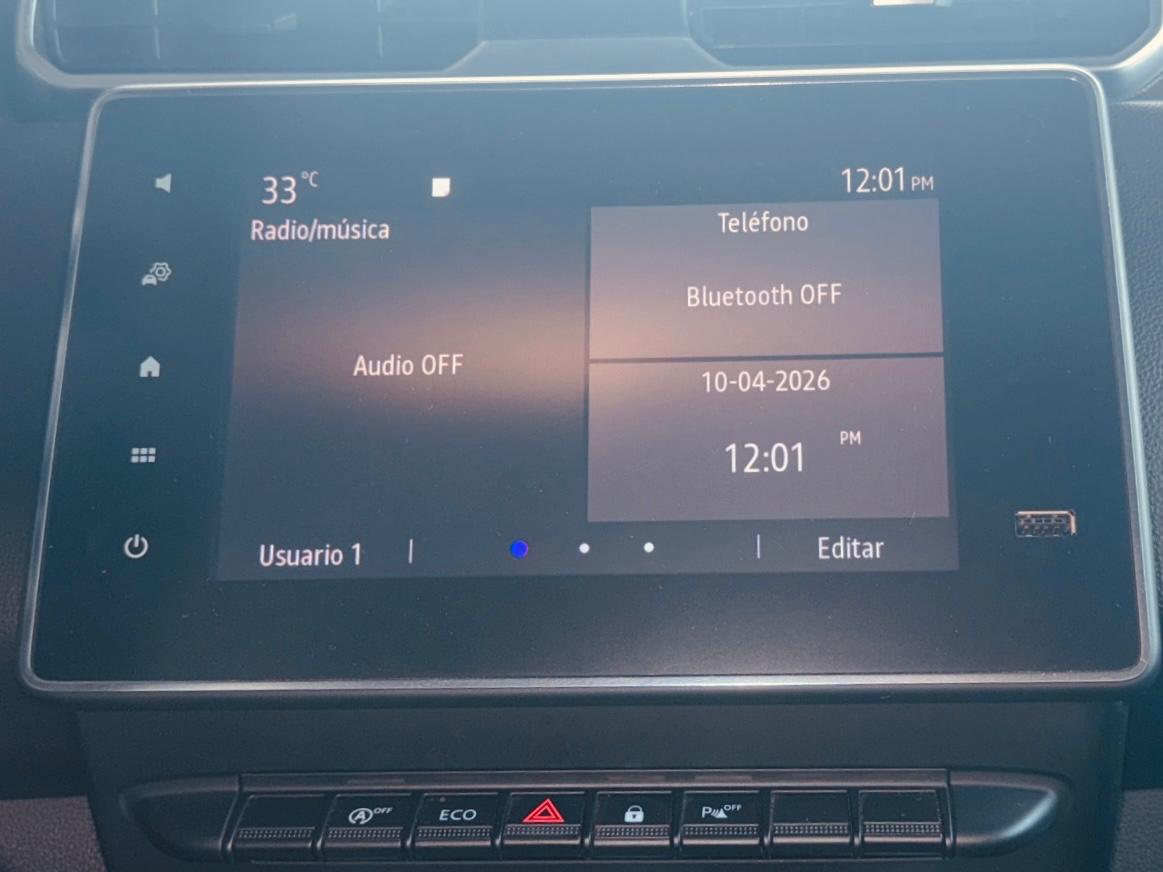 33°C
12:01 PM
Radio/música
Teléfono
Bluetooth OFF
Audio OFF
10-04-2026
12:01 PM
Usuario 1
Editar
A OFF
ECO
P OFF